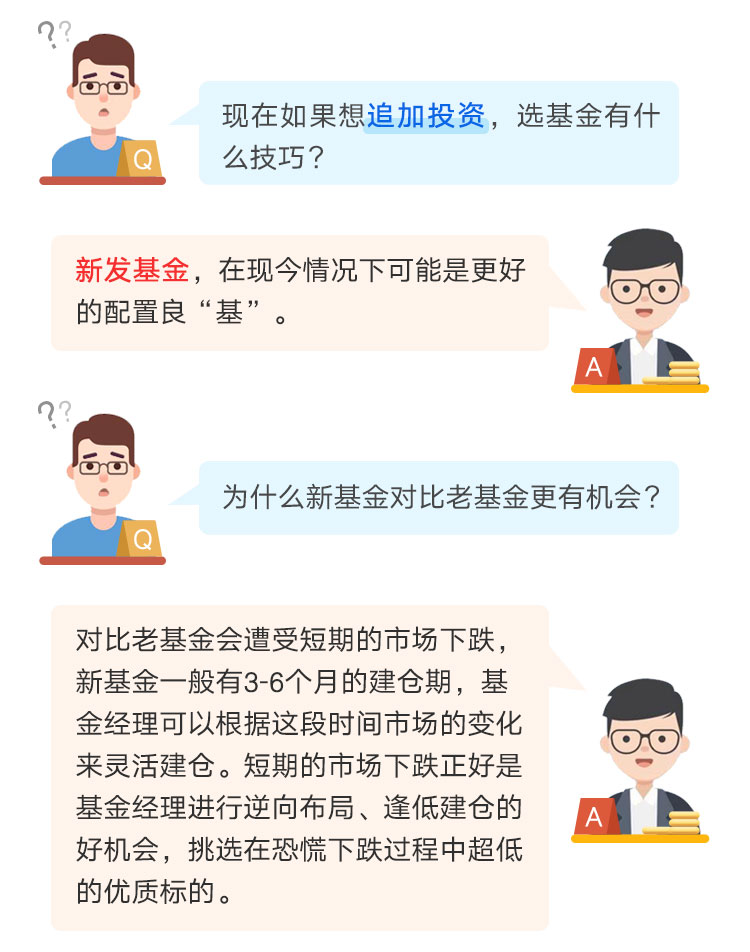 ??
现在如果想追加投资，选基金有什
么技巧？
Q
新发基金，在现今情况下可能是更好
的配置良“基”。
A
??
为什么新基金对比老基金更有机会？
Q
对比老基金会遭受短期的市场下跌，
新基金一般有3-6个月的建仓期，基
金经理可以根据这段时间市场的变化
来灵活建仓。短期的市场下跌正好是
基金经理进行逆向布局、逢低建仓的
好机会，挑选在恐慌下跌过程中超低
的优质标的。
A